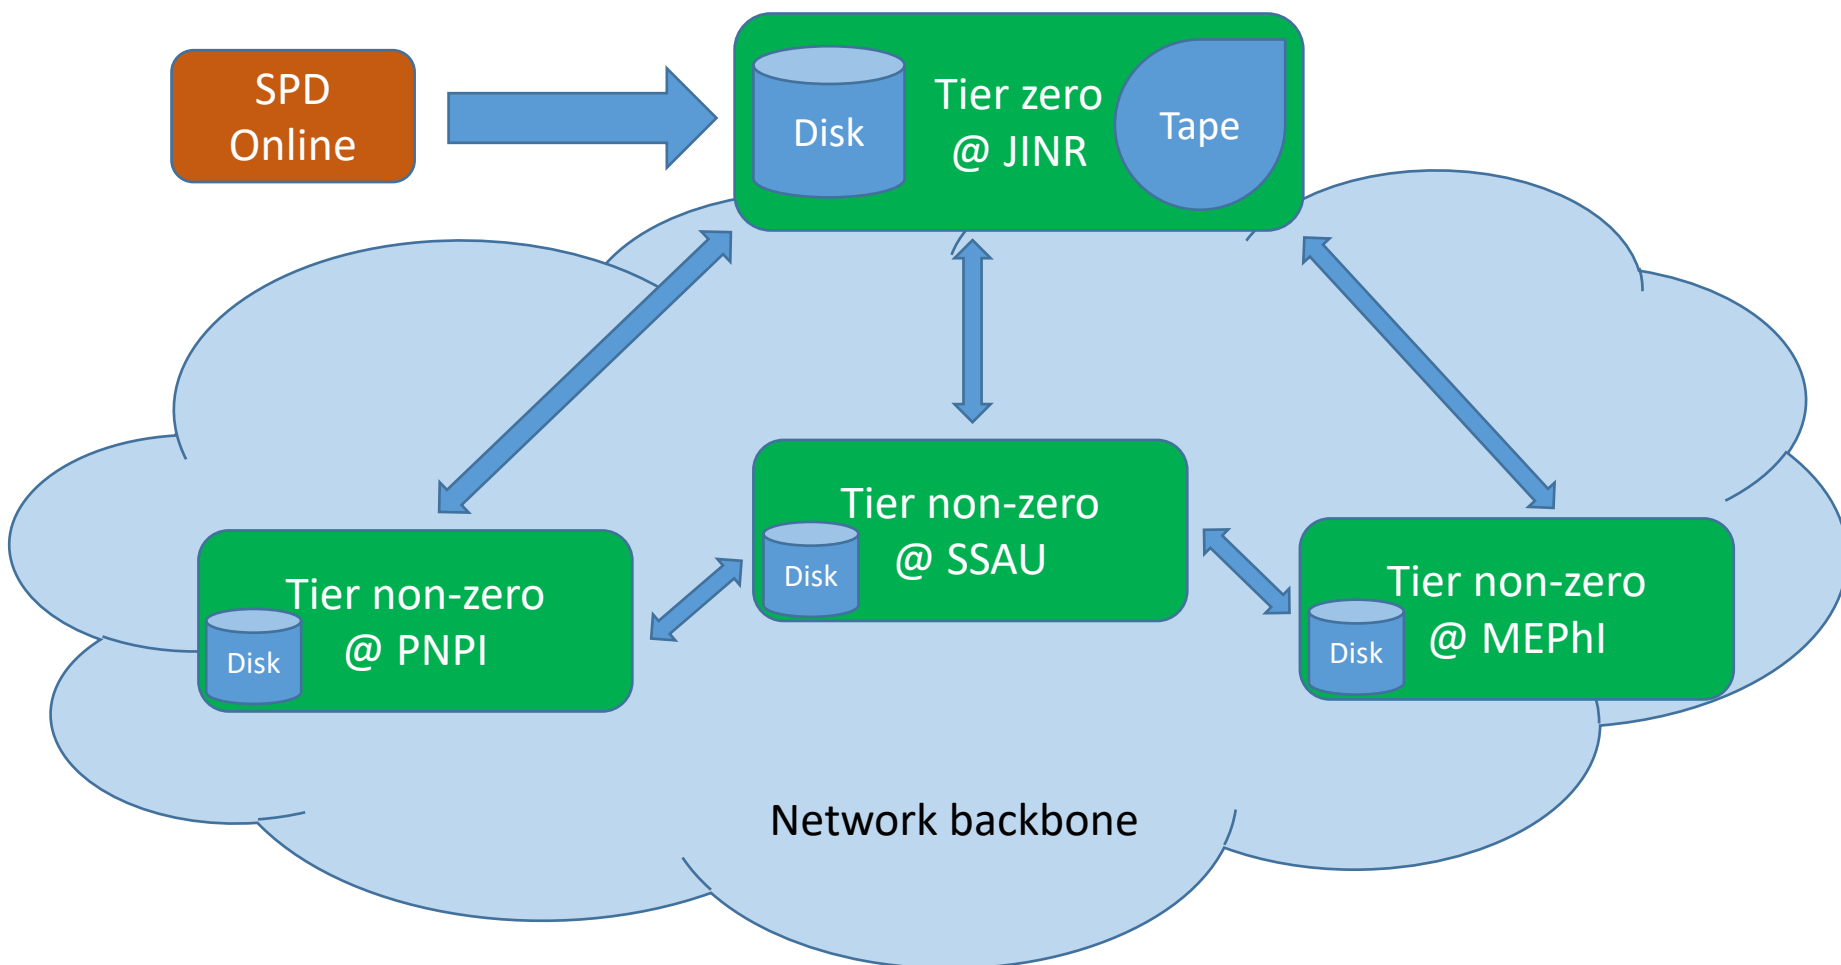 SPD
Online
Disk
Tier zero
@ JINR
Tape
Tier non-zero
@ SSAU
Disk
Tier non-zero
@ PNPI
Disk
Tier non-zero
@ MEPhI
Disk
Network backbone